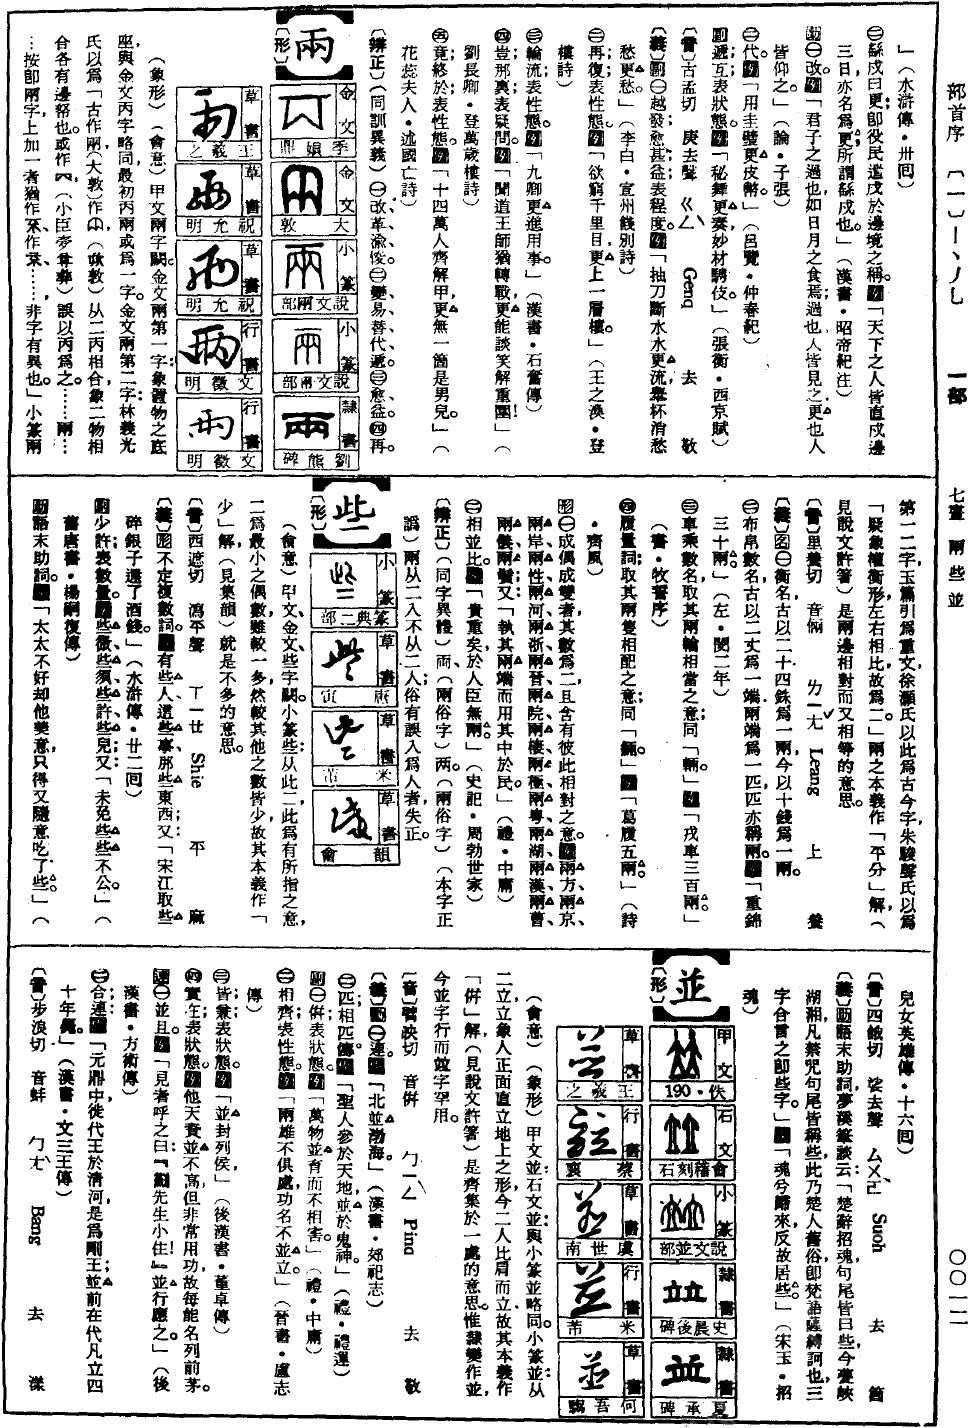 部首序 〔一〕一丶丿乚 一部 七畫 兩些並 〇〇一二
」(水滸傳・卅回)
㊁繇戍曰更;卽役民遠戍於邊境之稱。例「天下之人皆直戍邊
三日亦名爲更,所謂繇戍也。」(漢書・昭帝紀注)
動㊀改。例「君子之過也如日月之食焉過也人皆見之更也人
皆仰之。」(論・子張)
㊁代。例「用圭璧更皮幣。」(呂覽・仲春紀)
副遞互表狀態。例「秘舞更奏妙材騁伎。」(張衡・西京賦)
〔音〕古孟切 庚去聲 ㄍㄥ Geng 去 敬
〔義〕副㊀越發;愈甚;益表程度。例「抽刀斷水水更流,舉杯消愁
愁更愁。」(李白・宣州餞別詩)
㊁再;復表性態。例「欲窮千里目更上一層樓。」(王之渙・登
樓詩)
㊂輪流表性態。例「九卿更進用事。」(漢書・石奮傳)
㊃豈;那裏表疑問。例「聞道王師猶轉戰更能談笑解重圍!」(
劉長卿・登萬歲樓詩)
㊄竟;終於表性態。例「十四萬人齊解甲更無一箇是男兒。」(
花蕊夫人・述國亡詩)
〔辨正〕(同訓異義)㊀改、革、渝、悛。㊁變、易、替、代、遞。㊂愈、益。㊃再。
兩
〔形〕
金文 季娟鼎
金文 大敦
小篆 說文兩部
小篆 說文㒳部
隸書 劉熊碑
草書 王羲之
草書 祝允明
草書 祝允明
行書 文徵明
行書 文徵明
(象形)(會意)甲文兩字闕。金文兩第一字:象體物之底
座,與金文丙字略同,最初丙兩或爲一字。金文兩第二字:林義光
氏以爲「古作兩(大敦)作(歔敦)从二丙相合,象二物相
合各有邊幣也。或作(小臣彝)誤以丙爲之。……兩…
…按卽兩字上加一者,猶作來、作……非字有異也。」小篆兩
第一二字:玉篇引爲重文;徐灝氏以此爲古今字;朱駿聲氏以爲
「疑象權衡形,左右相比,故爲二。」兩之本義作「平分」解,(
見說文許箸)是兩邊相對而又相等的意思。
〔音〕里養切 音倆 ㄌㄧㄤ Leang 上 養
〔義〕名㊀衡名:古以二十四銖爲一兩,今以十錢爲一兩。
㊁布帛數名:古以二丈爲一端,兩端爲一匹,匹亦稱兩。例「重錦
三十兩。」(左・閔二年)
㊂車乘數名:取其兩輪相當之意;同「輛。」例「戎車三百兩」
(書・牧誓序)
㊃履量詞:取其兩隻相配之意;同「緉。」例「葛屨五兩。」(詩
・齊風)
形㊀成偶成雙者,其數爲二,且含有彼此相對之意。例兩方、兩京、
兩岸、兩性、兩河、兩浙、兩晉、兩院、兩棲、兩極、兩粵、兩湖、兩漢、兩曹、
兩儀、兩鬢。又:「執其兩端而用其中於民。」(禮・中庸)
㊁相並比。例「貴重矣,於人臣無兩。」(史記・周勃世家)
〔辨正〕(同字異體)両、(兩俗字)两。(兩俗字)(本字正
譌)兩从二入,不从二人,俗有誤入爲人者失正。
些
〔形〕
小篆 篆典二部
草書 唐寅
草書 米芾
草書 韻會
(會意)甲文、金文些字闕。小篆些:从此二,此爲有所指之意,
二爲最小之偶數,雖較一多,然較其他之數皆少,故其本義作「
少」解,(見集韻)就是不多的意思。
〔音〕西遮切 瀉平聲 ㄒㄧㄝ Shie 平 麻
〔義〕形不定複數詞。例有些人、這些事、那些東西。又:「宋江取些
碎銀子還了酒錢。」(水滸傳・廿二回)
副少許表數量。例些微、些須、些許、些兒。又:「未免些些不公。」(
舊唐書・楊嗣復傳)
助語末助詞。例「太太不好却他美意,只得又隨意吃了些」(
兒女英雄傳・十六回)
〔音〕四餓切 娑去聲 ㄙㄨㄛ Suoh 去 箇
〔義〕助語末助詞。夢溪筆談云:「楚辭招魂,句尾皆曰些,今夔峽
湖湘凡禁咒句尾皆稱些,此乃楚人舊俗,卽梵語薩縛訶也,三
字合言之卽些字。」例「魂兮歸來,反故居些。」(宋玉・招
魂)
並
〔形〕
甲文 佚・190
石文 會稽刻石
小篆 說文並部
隸書 史晨後碑
隸書 夏承碑
草書 王羲之
行書 蔡襄
草書 虞世南
行書 米芾
草書 何吾騶
(會意)(象形)甲文並:石文並:與小篆並略同。小篆並:从
二立,立象人正面直立地上之形,今二人比肩而立,故其本義作
「倂」解,(見說文許箸)是齊集於一處的意思。惟隸變作並,
今並字行而竝字罕用。
〔音〕臂映切 音倂 ㄅㄧㄥ Ping 去 敬
〔義〕動㊀連。例「北並渤海。」(漢書・郊祀志)
㊁匹;相匹儔。例「聖人參於天地,並於鬼神。」(禮・禮運)
副㊀倂表狀態。例「萬物並育而不相害。」(禮・中庸)
㊁相齊表性態。例「兩雄不俱處,功名不並立。」(晉書・盧志
傳)
㊂皆;兼表狀態。例「並封列侯,」(後漢書・董卓傳)
㊃實在表狀態。例他天資並不高,但非常用功,故每能名列前茅。
連㊀並且。例「見者呼之曰:『薊先生小住!』並行應之。」(後
漢書・方術傳)
㊁合;連。例「元鼎中徙代王於淸河,是爲剛王,並前在代凡立四
十年薨。」(漢書・文三王傳)
〔音〕步浪切 音蚌 ㄅㄤ Bang 去 漾